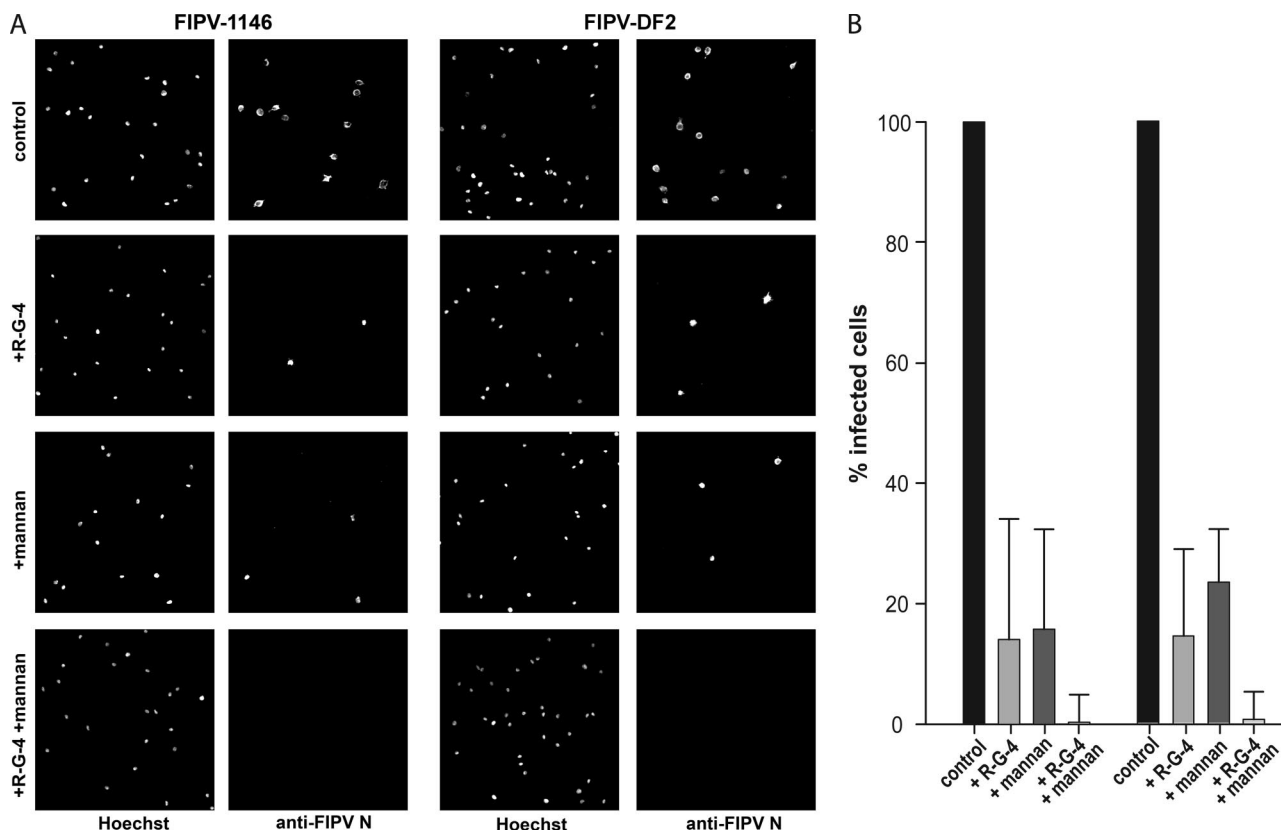 A
FIPV-1146
FIPV-DF2
control
+R-G-4
+mannan
+R-G-4 +mannan
Hoechst
anti-FIPV N
Hoechst
anti-FIPV N
B
% infected cells
100
80
60
40
20
0
control
+ R-G-4
+ mannan
+ R-G-4
+ mannan
control
+ R-G-4
+ mannan
+ R-G-4
+ mannan